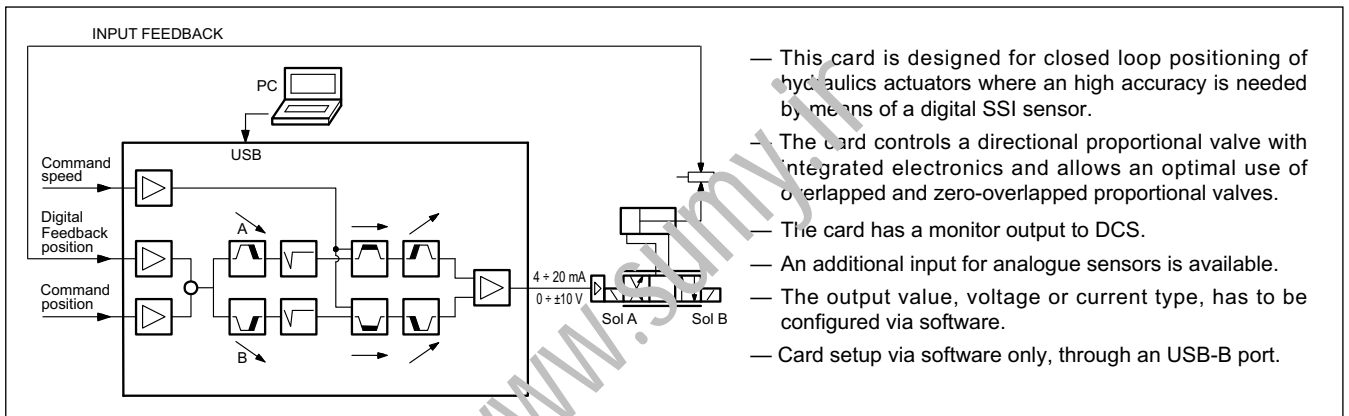 INPUT FEEDBACK
PC
USB
Command
speed
Digital
Feedback
position
Command
position
A
B
4 ÷ 20 mA
0 ÷ ±10 V
Sol A
Sol B
— This card is designed for closed loop positioning of
hydraulics actuators where an high accuracy is needed
by means of a digital SSI sensor.
— The card controls a directional proportional valve with
integrated electronics and allows an optimal use of
overlapped and zero-overlapped proportional valves.
— The card has a monitor output to DCS.
— An additional input for analogue sensors is available.
— The output value, voltage or current type, has to be
configured via software.
— Card setup via software only, through an USB-B port.
www.sumy.ir